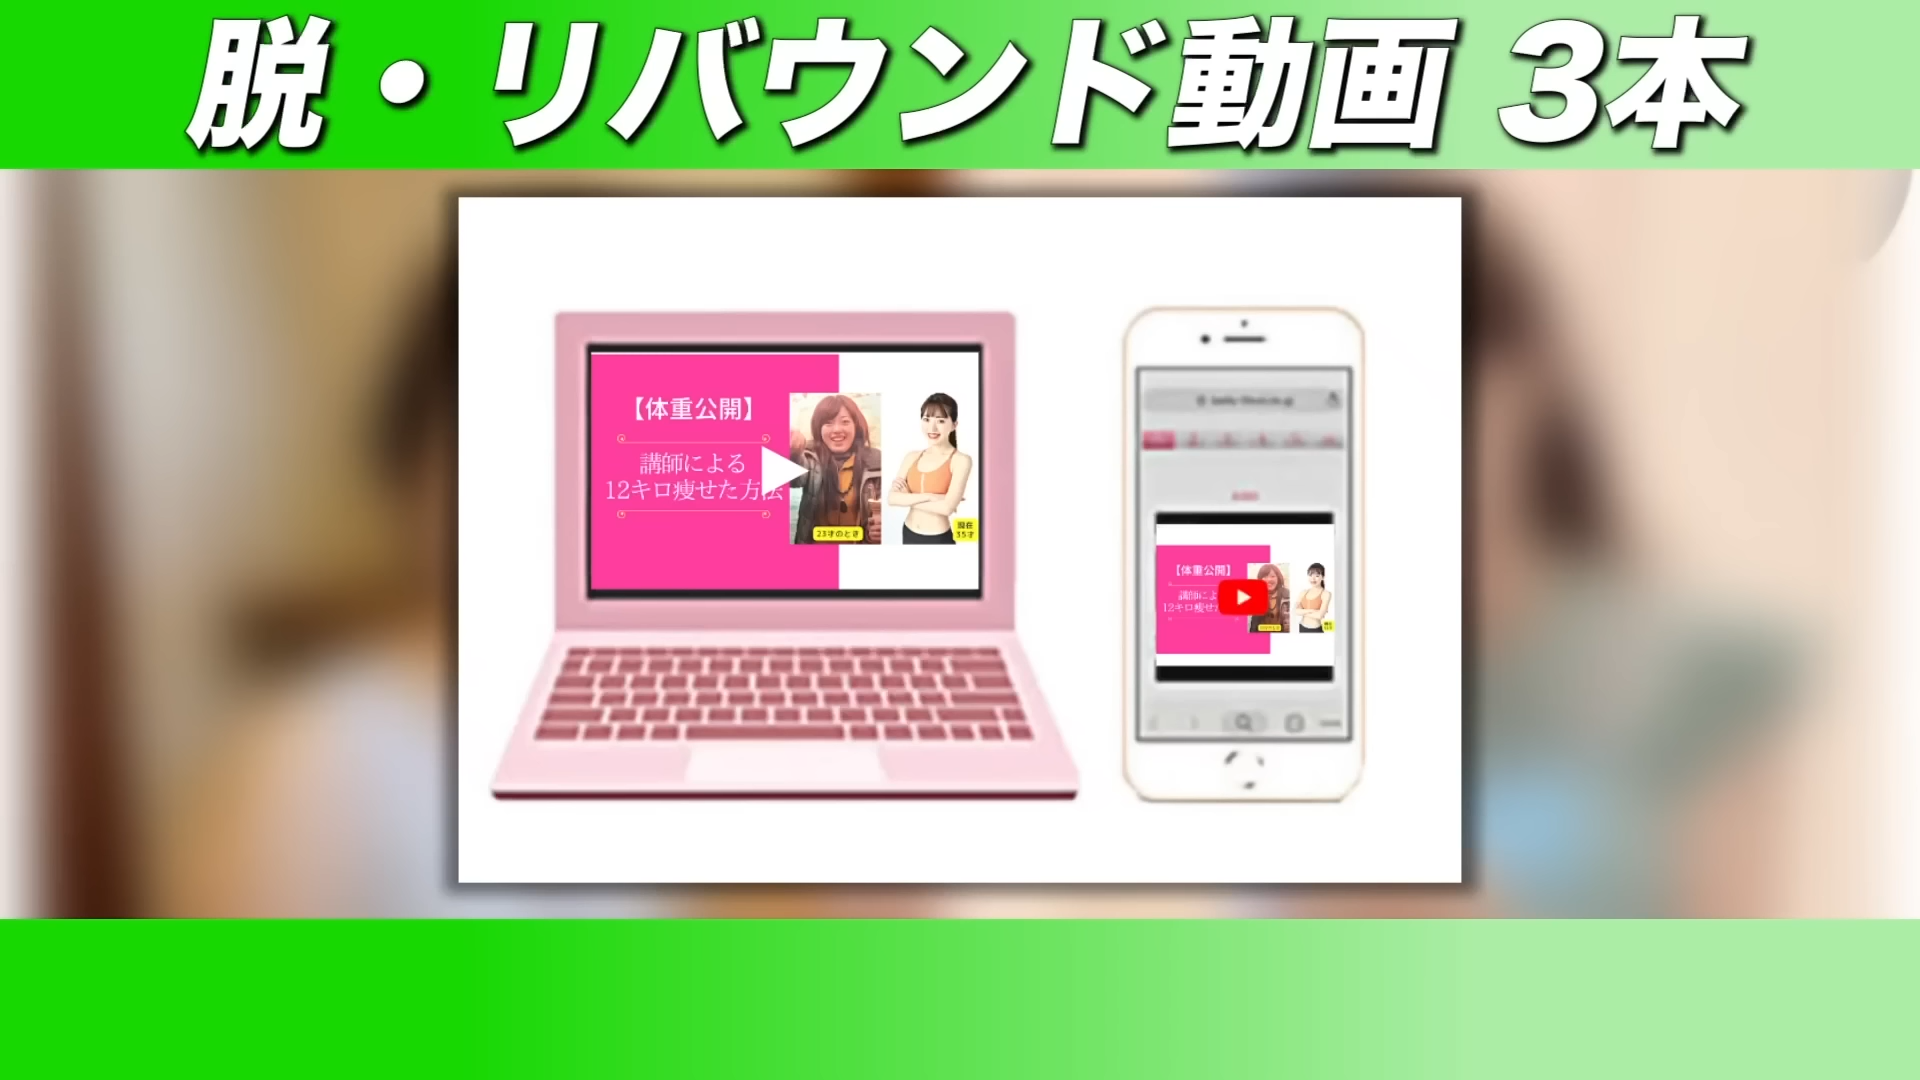 脱・リバウンド動画 3本
【体重公開】
講師による
12キロ痩せた方法
23才のとき
現在
35才
【体重公開】
講師によ
12キロ痩せ